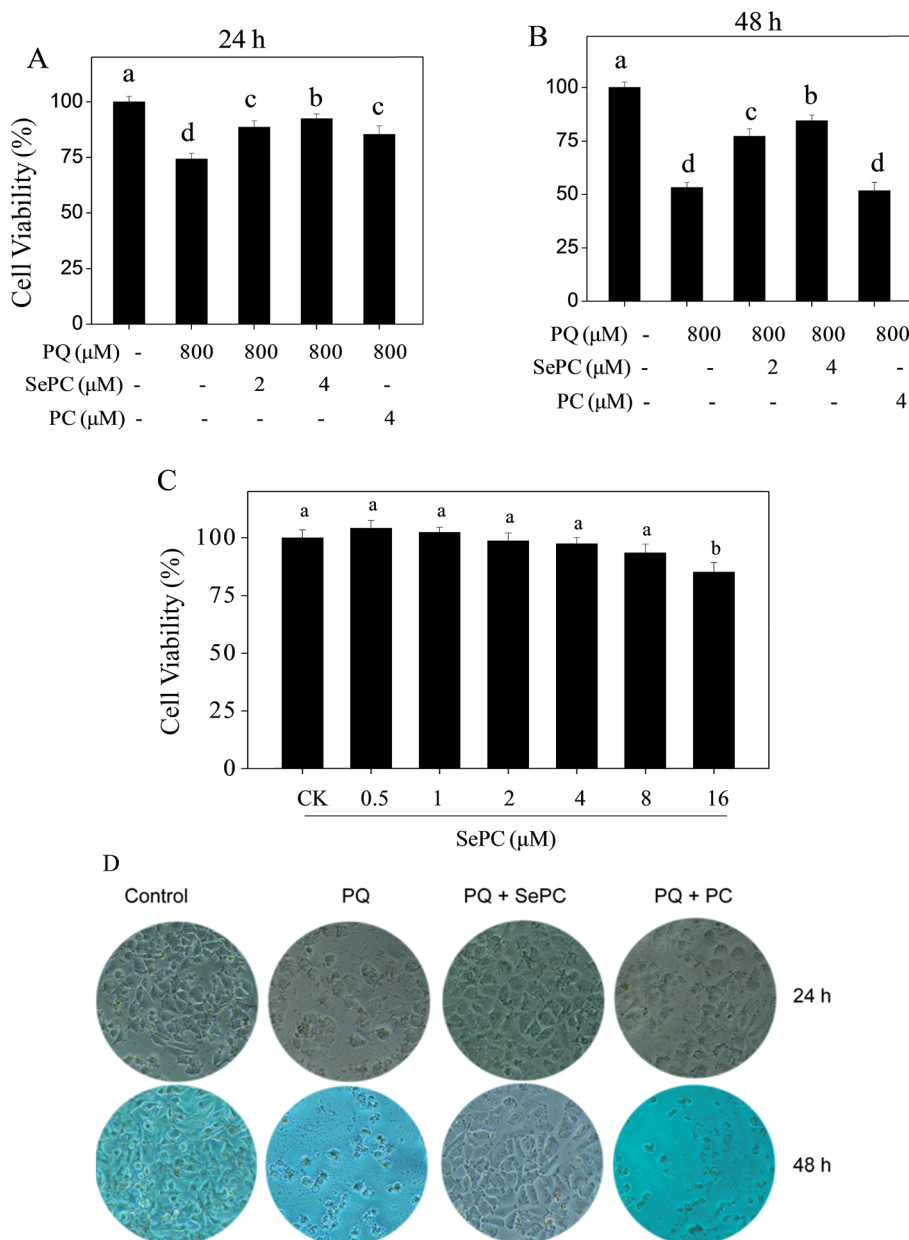 A
24 h
Cell Viability (%)
100
75
50
25
0
a
d
c
b
c
PQ (μM) - 800 800 800 800
SePC (μM) - - 2 4 -
PC (μM) - - - - 4
B
48 h
100
75
50
25
0
a
d
c
b
d
PQ (μM) - 800 800 800 800
SePC (μM) - - 2 4 -
PC (μM) - - - - 4
C
Cell Viability (%)
100
75
50
25
0
a a a a a a b
CK 0.5 1 2 4 8 16
SePC (μM)
D
Control PQ PQ + SePC PQ + PC
24 h
48 h